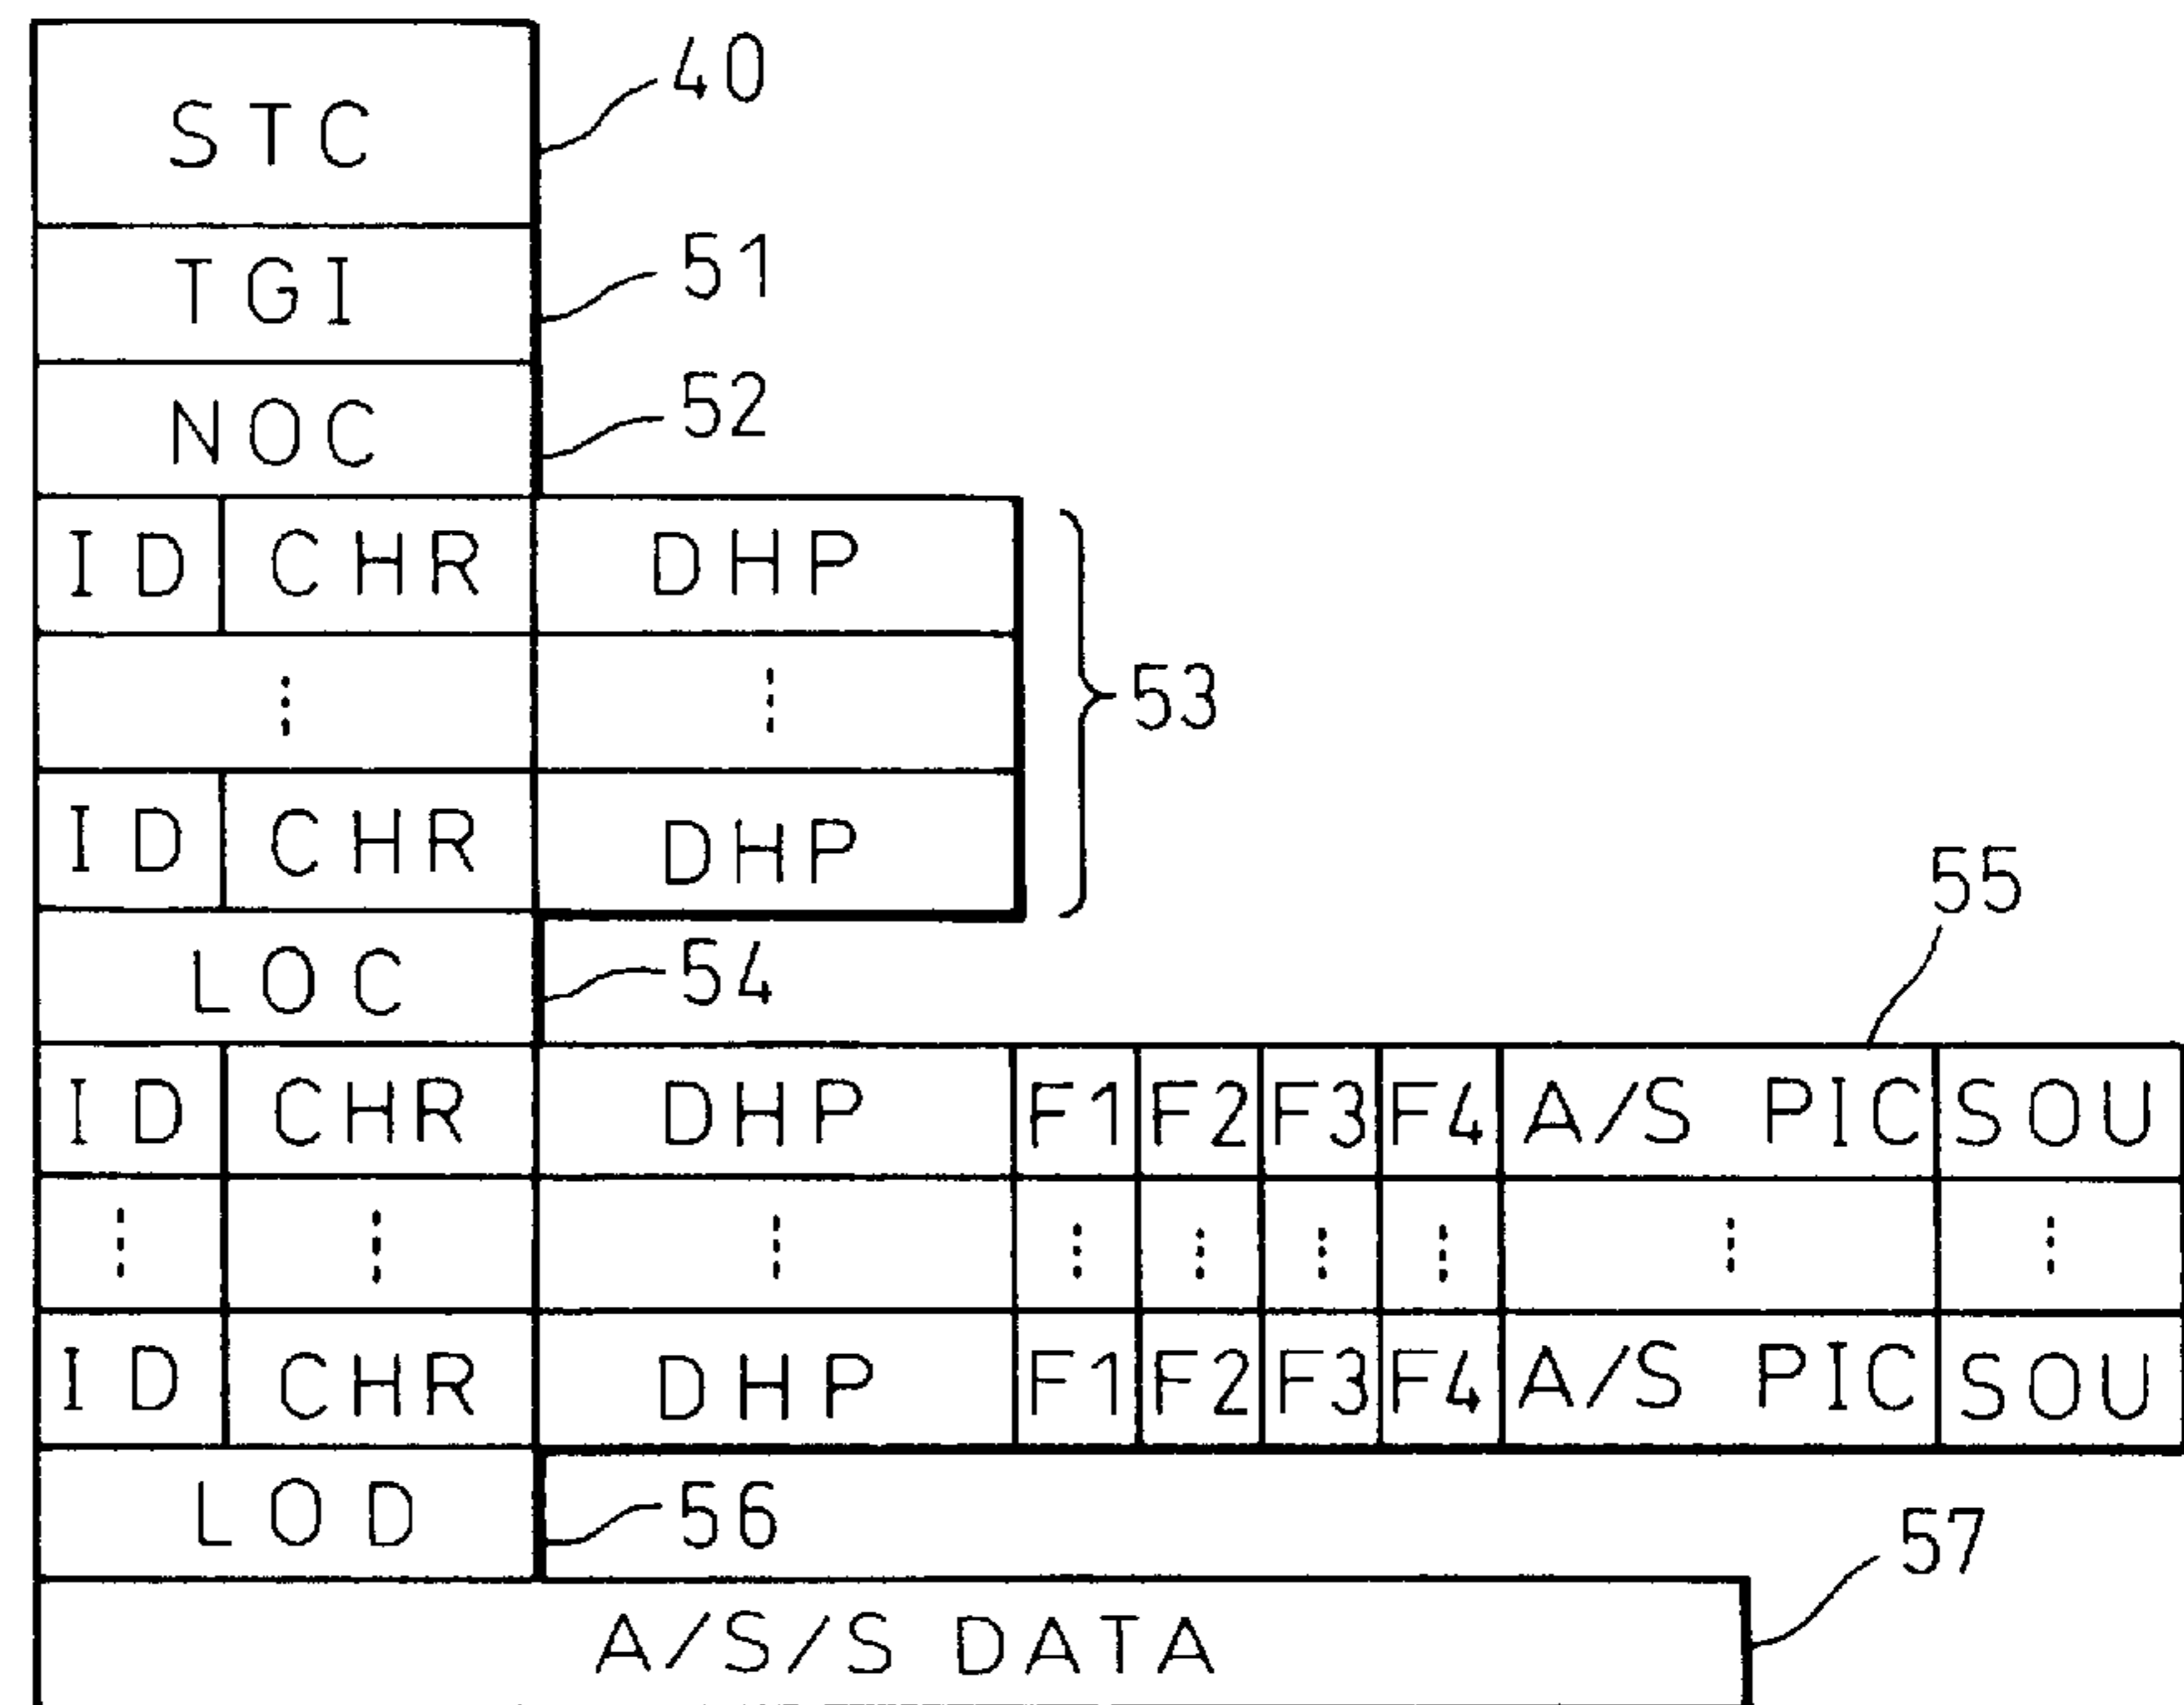 STC 40
TGI 51
NOC 52
ID CHR DHP
53
ID CHR DHP
LOC 54
55
ID CHR DHP F1 F2 F3 F4 A/S PIC SOU
ID CHR DHP F1 F2 F3 F4 A/S PIC SOU
LOD 56
57
A/S/S DATA